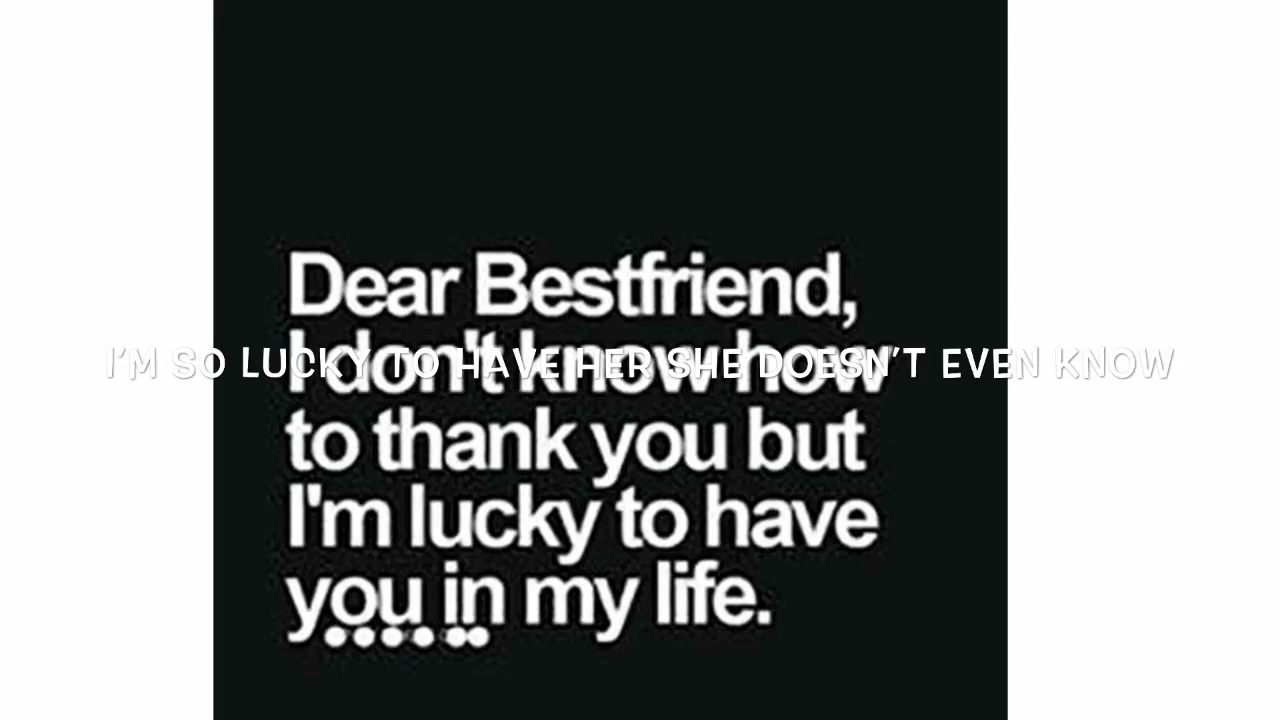 Dear Bestfriend,
I don't know how
I'M SO LUCKY TO HAVE HER SHE DOESN'T EVEN KNOW
to thank you but
I'm lucky to have
you in my life.